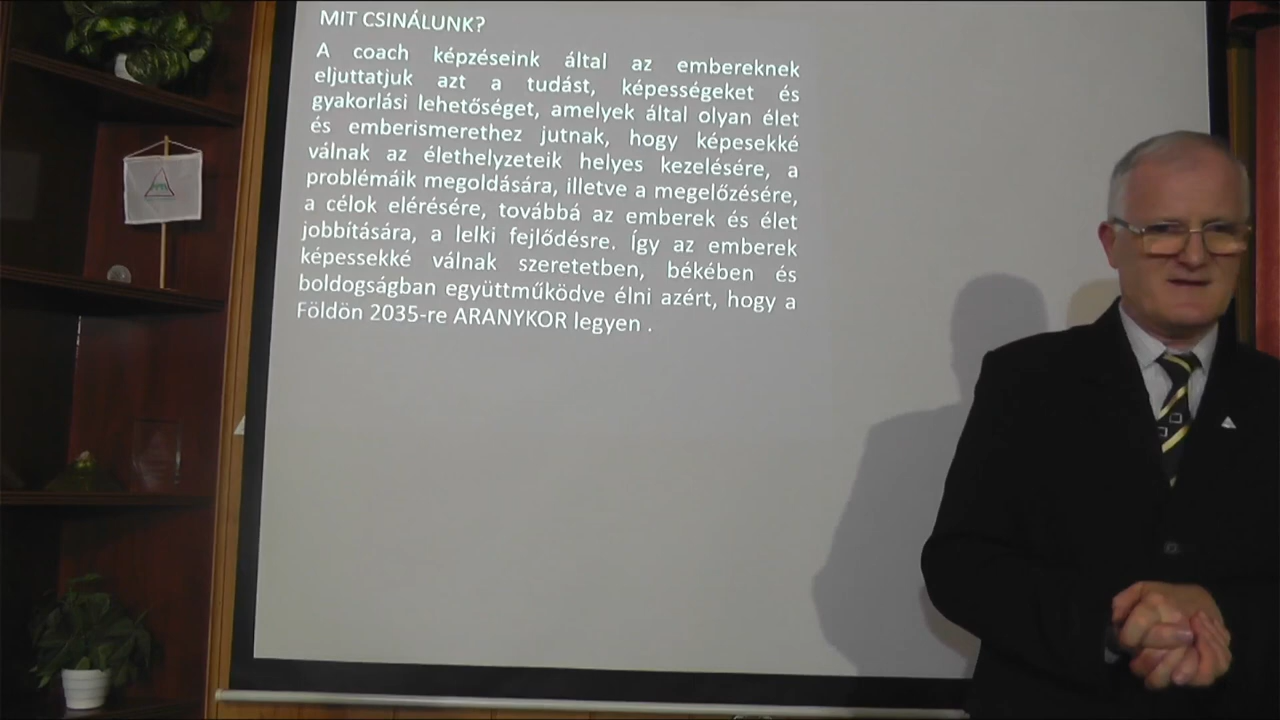 MIT CSINÁLUNK?
A coach képzéseink által az embereknek
eljuttatjuk azt a tudást, képességeket és
gyakorlási lehetőséget, amelyek által olyan élet
és emberismerethez jutnak, hogy képesekké
válnak az élethelyzeteik helyes kezelésére, a
problémáik megoldására, illetve a megelőzésére,
a célok elérésére, továbbá az emberek és élet
jobbítására, a lelki fejlődésre. Így az emberek
képessekké válnak szeretetben, békében és
boldogságban együttműködve élni azért, hogy a
Földön 2035-re ARANYKOR legyen .